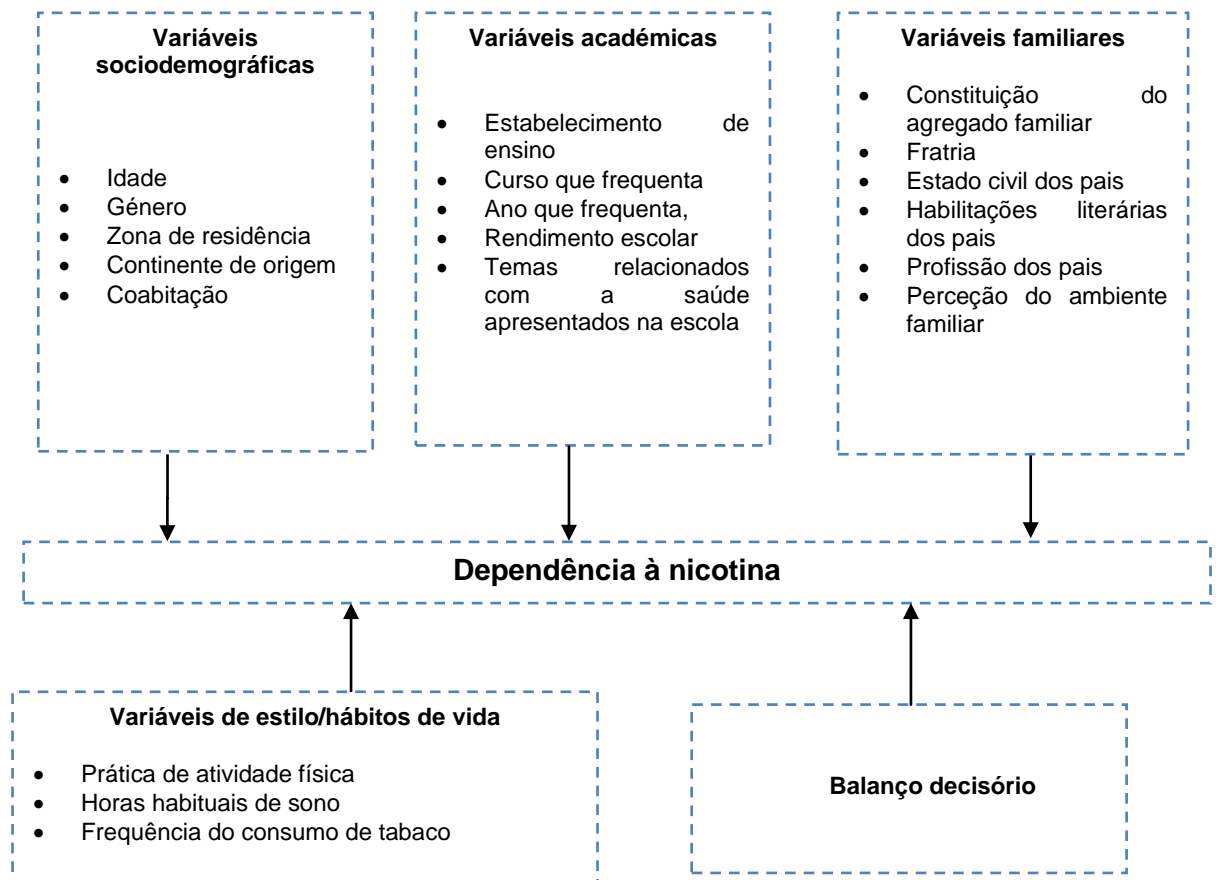 Variáveis
sociodemográficas
• Idade
• Género
• Zona de residência
• Continente de origem
• Coabitação
Variáveis académicas
• Estabelecimento de
ensino
• Curso que frequenta
• Ano que frequenta,
• Rendimento escolar
• Temas relacionados
com a saúde
apresentados na escola
Variáveis familiares
• Constituição do
agregado familiar
• Fratria
• Estado civil dos pais
• Habilitações literárias
dos pais
• Profissão dos pais
• Perceção do ambiente
familiar
Dependência à nicotina
Variáveis de estilo/hábitos de vida
• Prática de atividade física
• Horas habituais de sono
• Frequência do consumo de tabaco
Balanço decisório